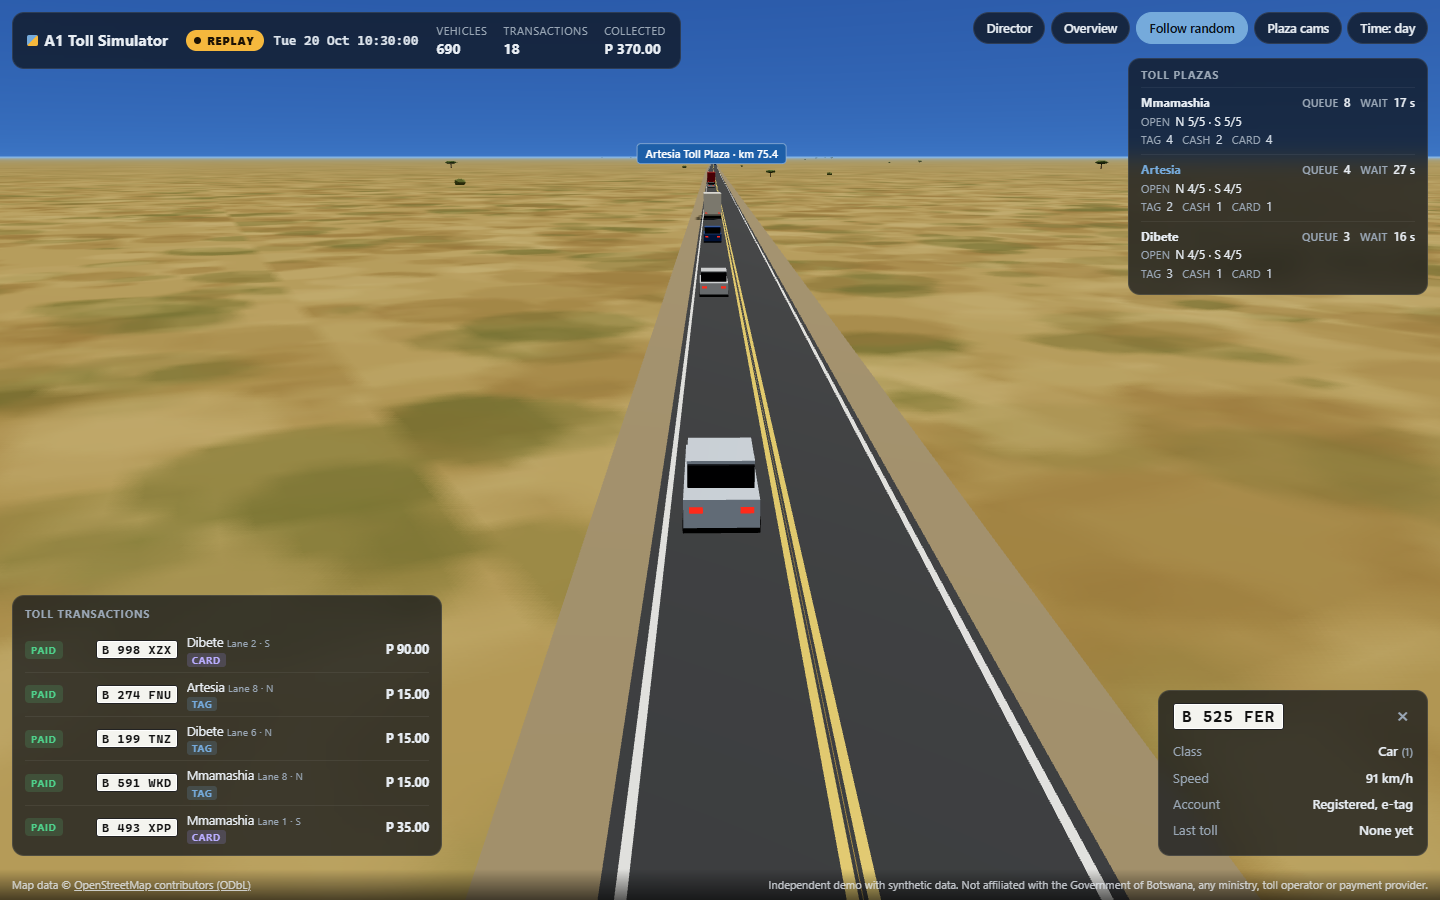 A1 Toll Simulator
REPLAY
Tue 20 Oct 10:30:00
VEHICLES
690
TRANSACTIONS
18
COLLECTED
P 370.00
Director
Overview
Follow random
Plaza cams
Time: day
TOLL PLAZAS
Mmamashia QUEUE 8 WAIT 17 s
OPEN N 5/5 · S 5/5
TAG 4 CASH 2 CARD 4
Artesia QUEUE 4 WAIT 27 s
OPEN N 4/5 · S 4/5
TAG 2 CASH 1 CARD 1
Dibete QUEUE 3 WAIT 16 s
OPEN N 4/5 · S 4/5
TAG 3 CASH 1 CARD 1
Artesia Toll Plaza · km 75.4
TOLL TRANSACTIONS
PAID B 998 XZX Dibete Lane 2 · S P 90.00
CARD
PAID B 274 FNU Artesia Lane 8 · N P 15.00
TAG
PAID B 199 TNZ Dibete Lane 6 · N P 15.00
TAG
PAID B 591 WKD Mmamashia Lane 8 · N P 15.00
TAG
PAID B 493 XPP Mmamashia Lane 1 · S P 35.00
CARD
B 525 FER ✕
Class Car (1)
Speed 91 km/h
Account Registered, e-tag
Last toll None yet
Map data © OpenStreetMap contributors (ODbL)
Independent demo with synthetic data. Not affiliated with the Government of Botswana, any ministry, toll operator or payment provider.